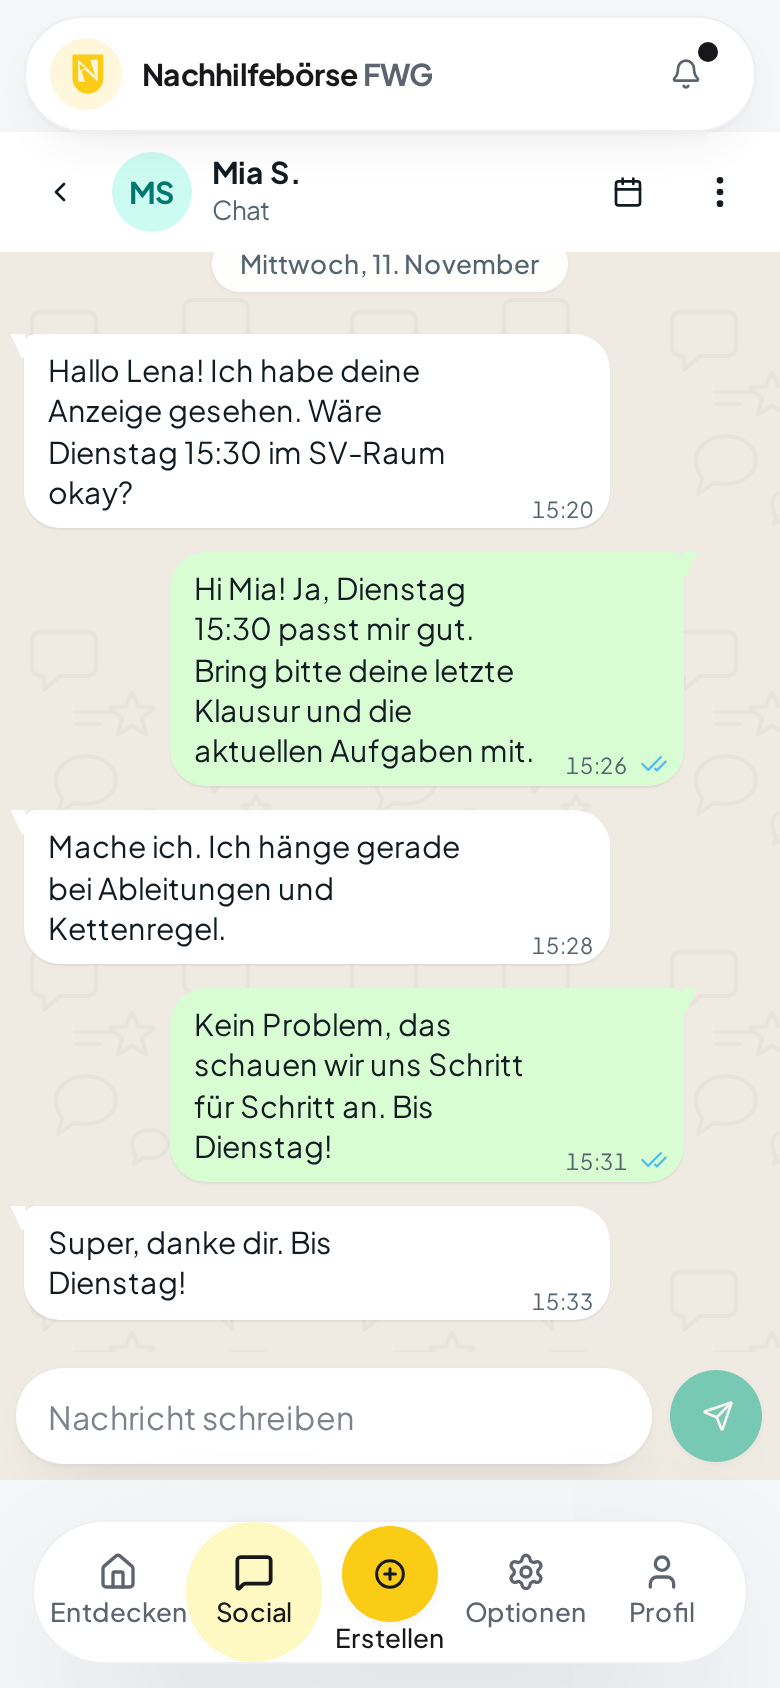 Nachhilfebörse FWG
MS
Mia S.
Chat
Mittwoch, 11. November
Hallo Lena! Ich habe deine
Anzeige gesehen. Wäre
Dienstag 15:30 im SV-Raum
okay?
15:20
Hi Mia! Ja, Dienstag
15:30 passt mir gut.
Bring bitte deine letzte
Klausur und die
aktuellen Aufgaben mit.
15:26
Mache ich. Ich hänge gerade
bei Ableitungen und
Kettenregel.
15:28
Kein Problem, das
schauen wir uns Schritt
für Schritt an. Bis
Dienstag!
15:31
Super, danke dir. Bis
Dienstag!
15:33
Nachricht schreiben
Entdecken
Social
Erstellen
Optionen
Profil